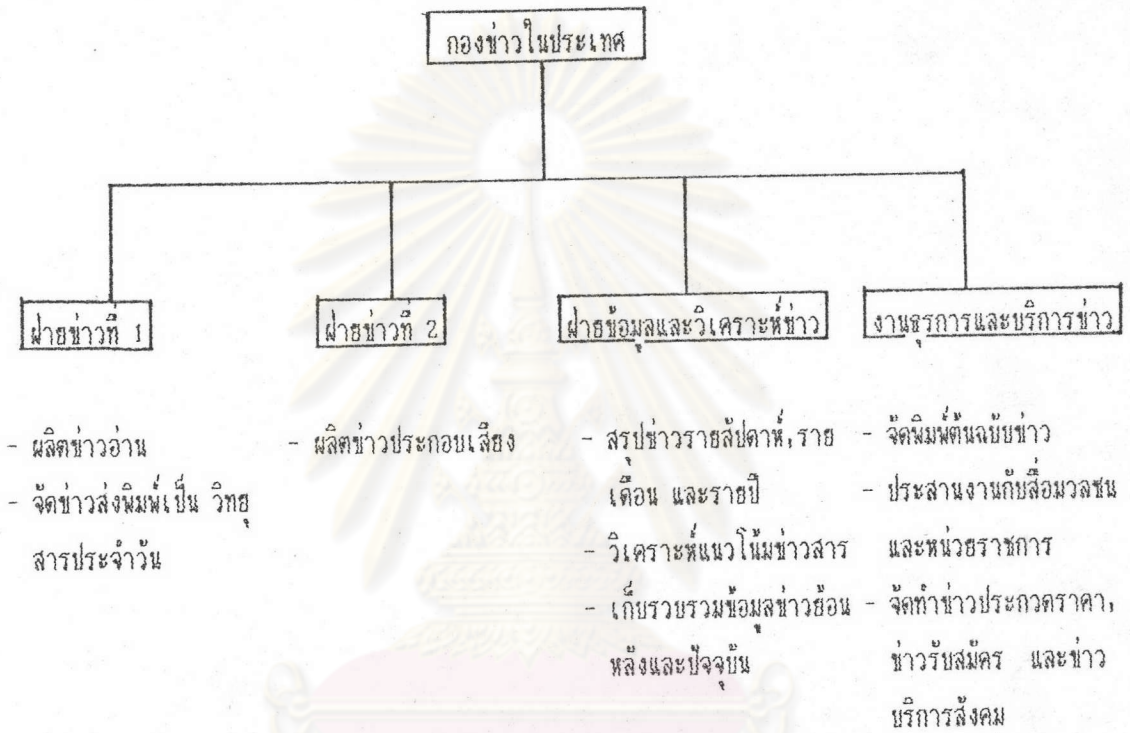 กองข่าวในประเทศ
ฝ่ายข่าวที่ 1
ฝ่ายข่าวที่ 2
ฝ่ายข้อมูลและวิเคราะห์ข่าว
งานธุรการและบริการข่าว
- ผลิตข่าวอ่าน
- จัดข่าวส่งพิมพ์เป็น วิทยุ
สารประจำวัน
- ผลิตข่าวประกอบเสียง
- สรุปข่าวรายสัปดาห์,ราย
เดือน และรายปี
- วิเคราะห์แนวโน้มข่าวสาร
- เก็บรวบรวมข้อมูลข่าวย้อน
หลังและปัจจุบัน
- จัดพิมพ์ต้นฉบับข่าว
- ประสานงานกับสื่อมวลชน
และหน่วยราชการ
- จัดทำข่าวประกวดราคา,
ข่าวรับสมัคร และข่าว
บริการสังคม